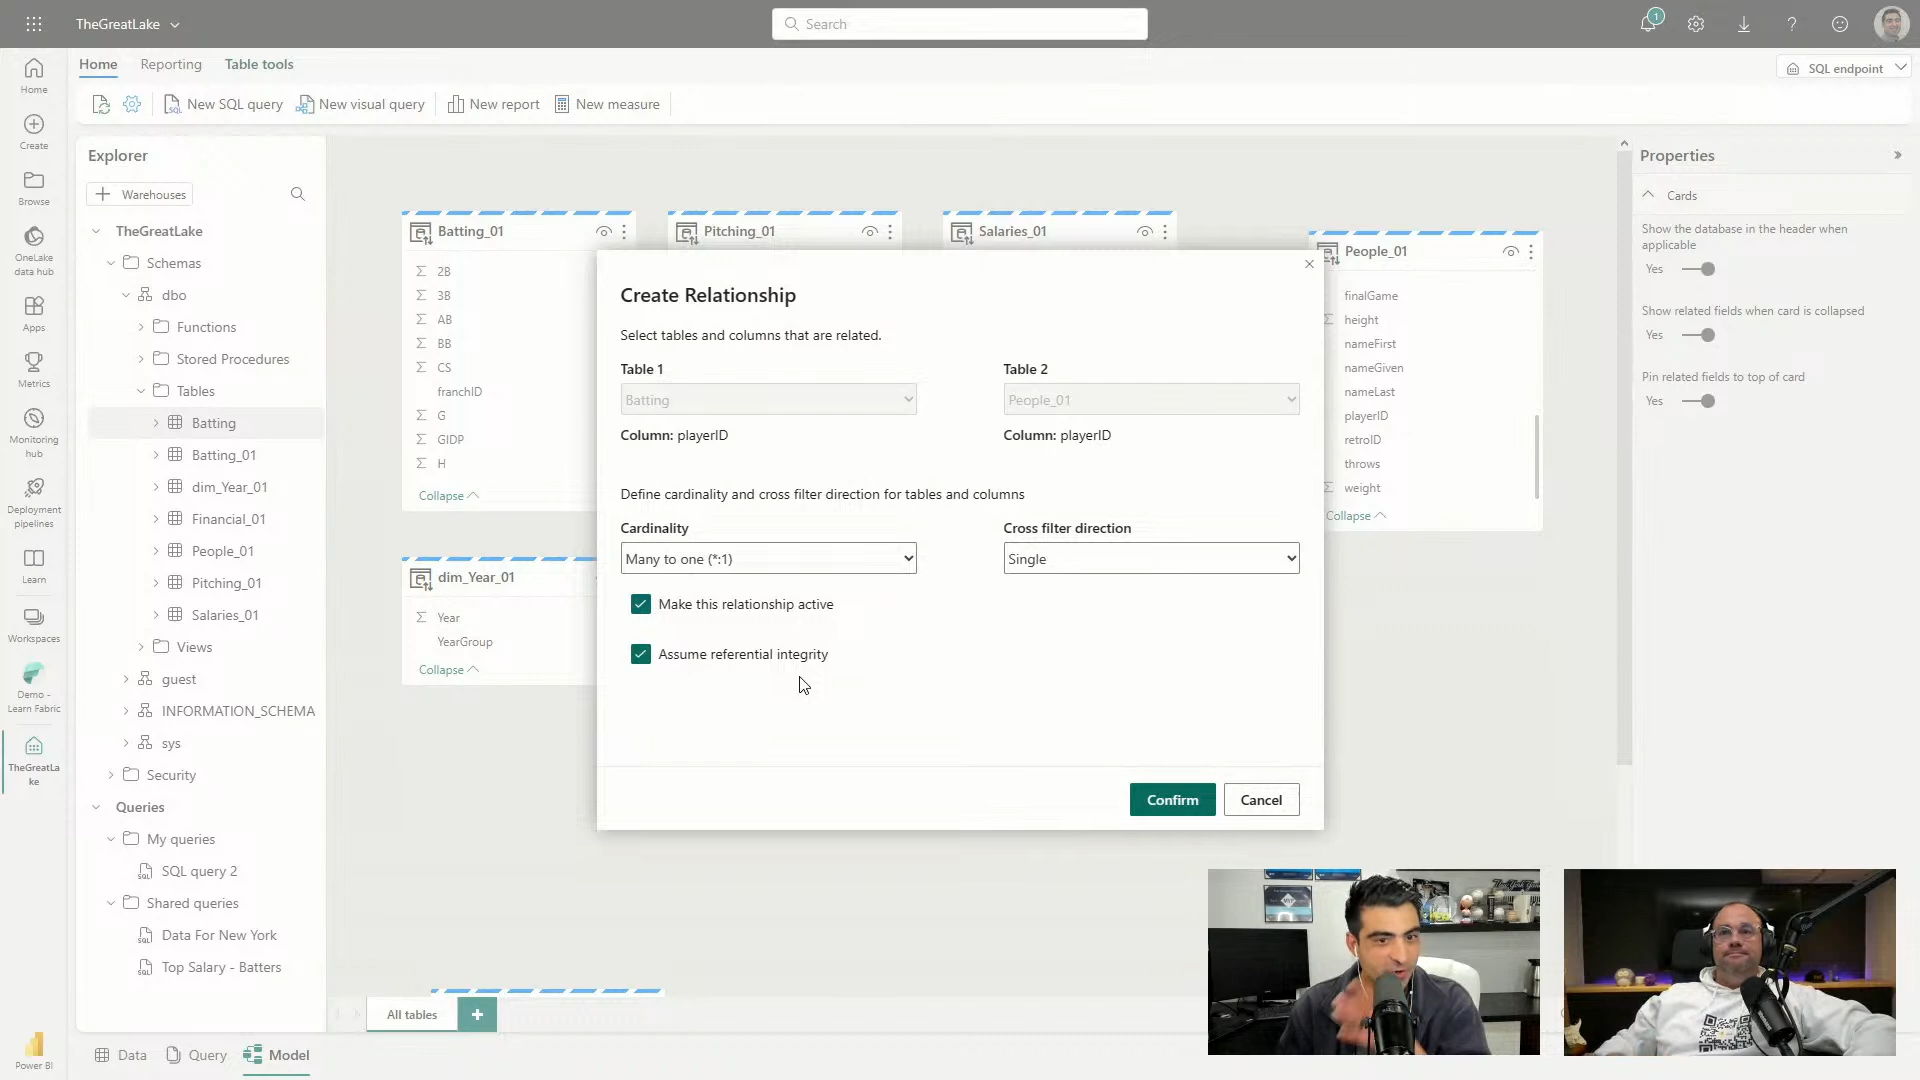 TheGreatLake
Search
1
Home
Reporting
Table tools
SQL endpoint
New SQL query
New visual query
New report
New measure
Home
Create
Browse
OneLake
data hub
Apps
Metrics
Monitoring
hub
Deployment
pipelines
Learn
Workspaces
Demo -
Learn Fabric
TheGreatLa
ke
Power BI
Explorer
Warehouses
TheGreatLake
Schemas
dbo
Functions
Stored Procedures
Tables
Batting
Batting_01
dim_Year_01
Financial_01
People_01
Pitching_01
Salaries_01
Views
guest
INFORMATION_SCHEMA
sys
Security
Queries
My queries
SQL query 2
Shared queries
Data For New York
Top Salary - Batters
Batting_01
2B
3B
AB
BB
CS
franchID
G
GIDP
H
Collapse
Pitching_01
Salaries_01
People_01
finalGame
height
nameFirst
nameGiven
nameLast
playerID
retroID
throws
weight
Collapse
dim_Year_01
Year
YearGroup
Collapse
Create Relationship
Select tables and columns that are related.
Table 1
Table 2
Batting
People_01
Column: playerID
Column: playerID
Define cardinality and cross filter direction for tables and columns
Cardinality
Cross filter direction
Many to one (*:1)
Single
Make this relationship active
Assume referential integrity
Confirm
Cancel
Properties
Cards
Show the database in the header when
applicable
Yes
Show related fields when card is collapsed
Yes
Pin related fields to top of card
Yes
All tables
Data
Query
Model